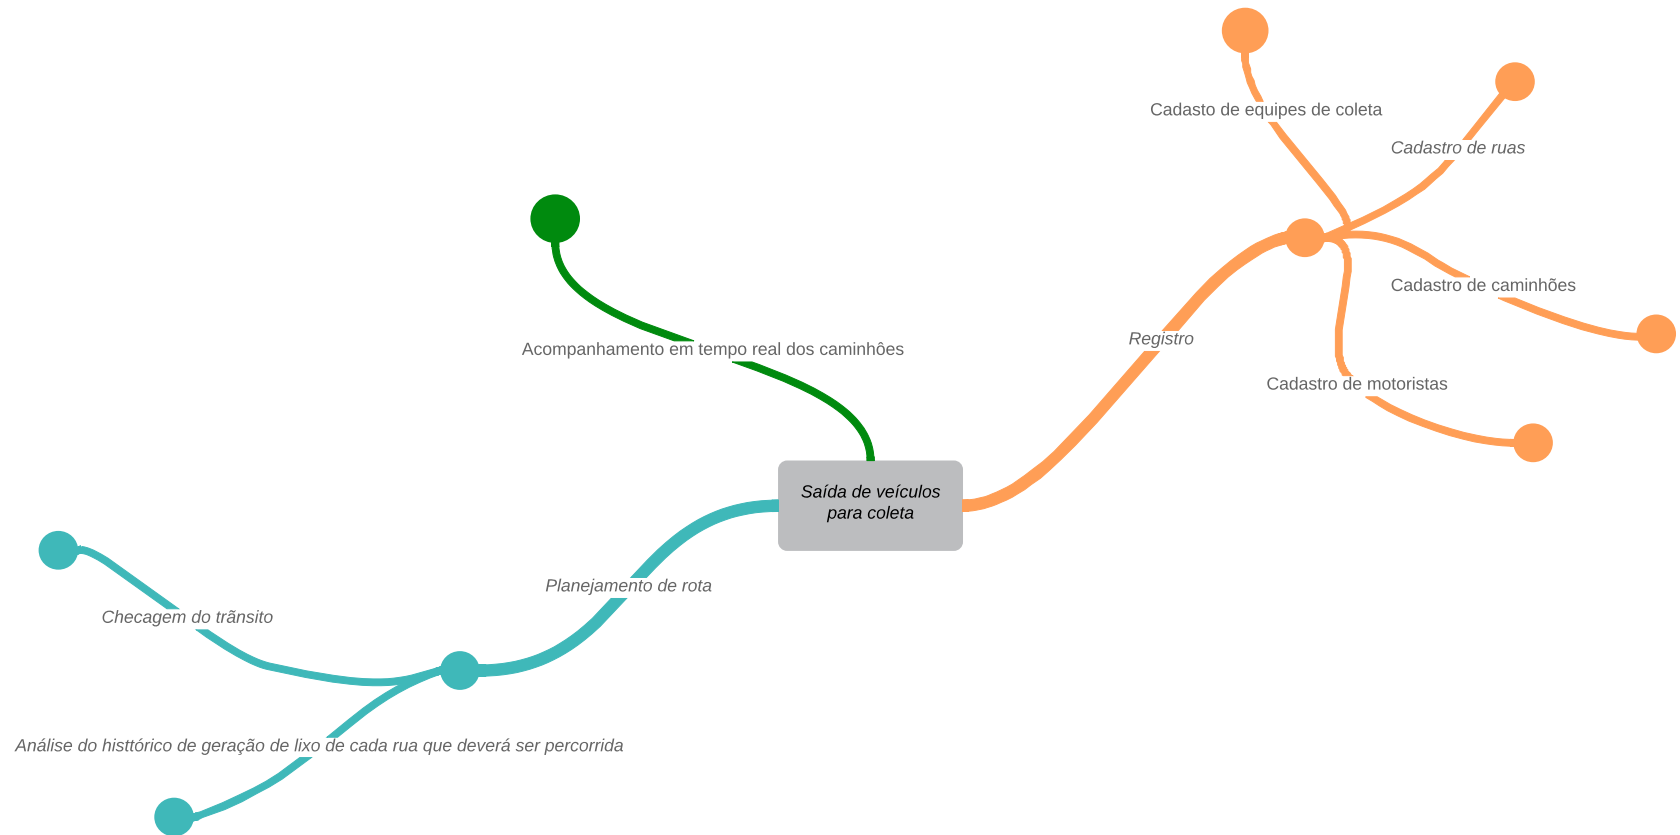 Cadasto de equipes de coleta
Cadastro de ruas
Cadastro de caminhões
Registro
Acompanhamento em tempo real dos caminhôes
Cadastro de motoristas
Saída de veículos
para coleta
Planejamento de rota
Checagem do trãnsito
Análise do histtórico de geração de lixo de cada rua que deverá ser percorrida